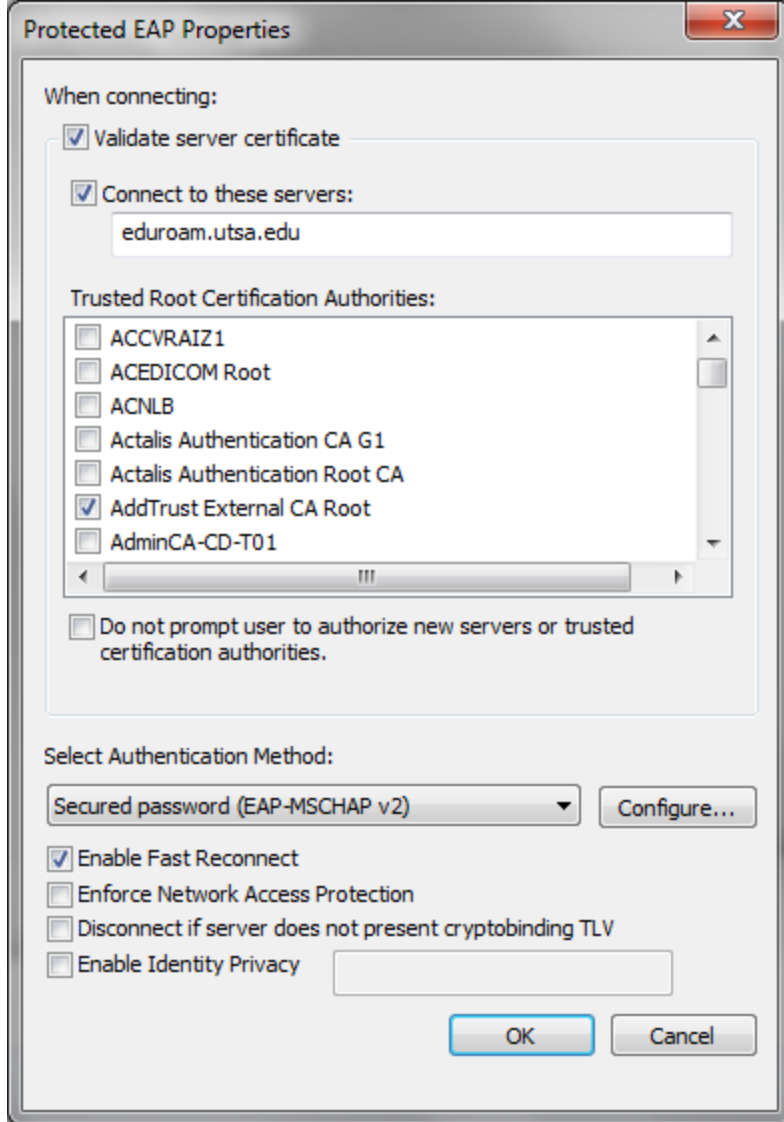 Protected EAP Properties
When connecting:
Validate server certificate
Connect to these servers:
eduroam.utsa.edu
Trusted Root Certification Authorities:
ACCVRAIZ1
ACEDICOM Root
ACNLB
Actalis Authentication CA G1
Actalis Authentication Root CA
AddTrust External CA Root
AdminCA-CD-T01
Do not prompt user to authorize new servers or trusted
certification authorities.
Select Authentication Method:
Secured password (EAP-MSCHAP v2)
Configure...
Enable Fast Reconnect
Enforce Network Access Protection
Disconnect if server does not present cryptobinding TLV
Enable Identity Privacy
OK
Cancel